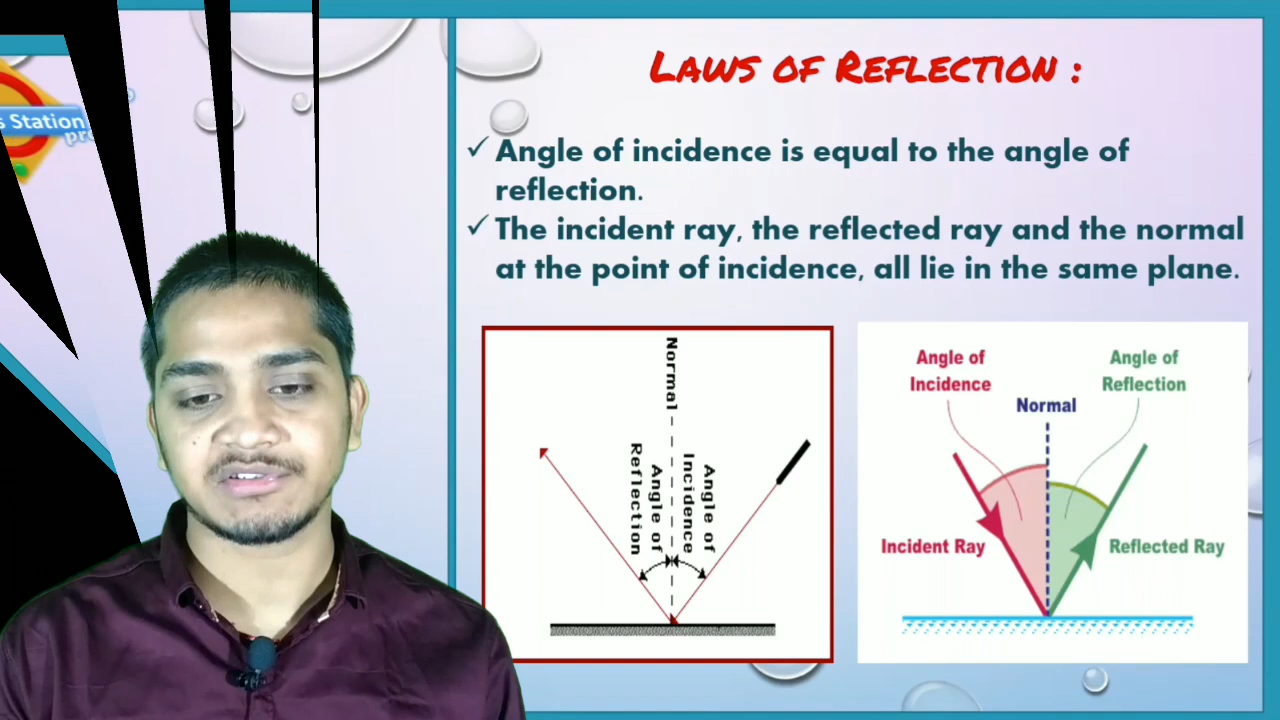 LAWS OF REFLECTION :
✓ Angle of incidence is equal to the angle of
reflection.
✓ The incident ray, the reflected ray and the normal
at the point of incidence, all lie in the same plane.
s Station
Normal
Angle of
Reflection
Angle of
Incidence
Angle of
Incidence
Angle of
Reflection
Normal
Incident Ray
Reflected Ray